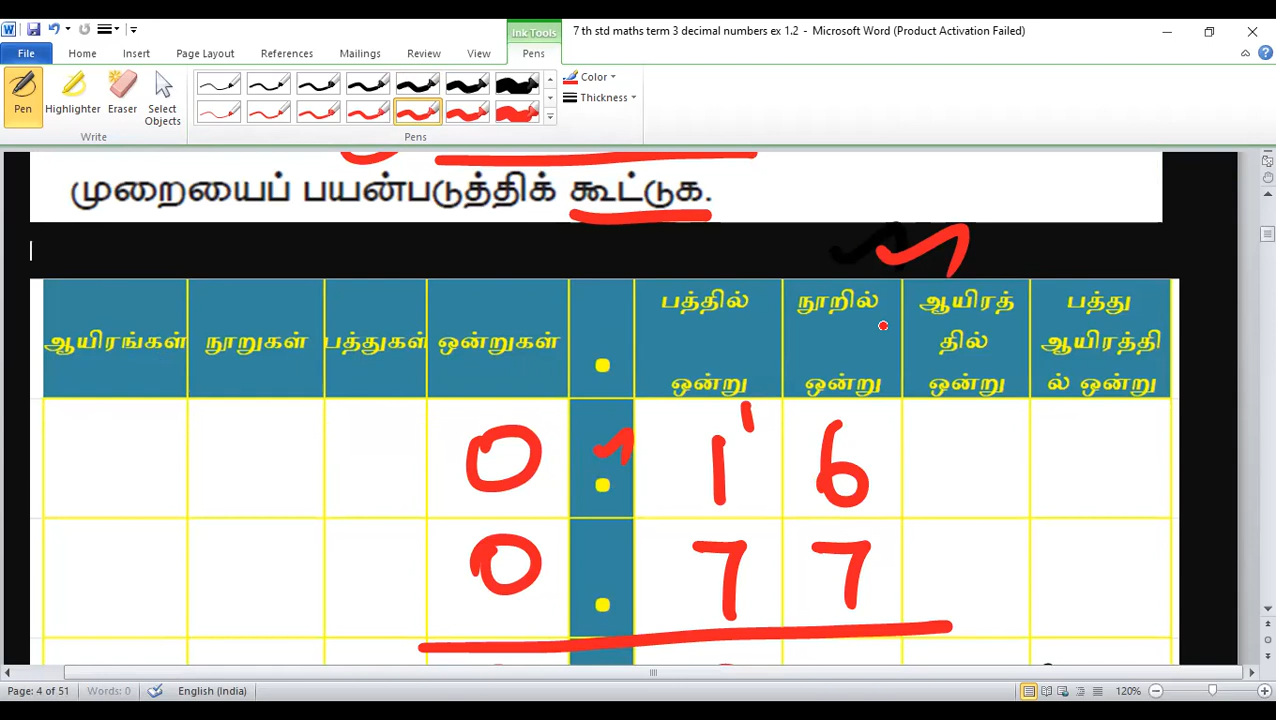 Ink Tools
7 th std maths term 3 decimal numbers ex 1.2 - Microsoft Word (Product Activation Failed)
File Home Insert Page Layout References Mailings Review View Pens
Pen Highlighter Eraser Select Objects
Color
Thickness
Write Pens
முறையைப் பயன்படுத்திக் கூட்டுக.
ஆயிரங்கள் நூறுகள் பத்துகள் ஒன்றுகள் . பத்தில் ஒன்று நூறில் ஒன்று ஆயிரத்தில் ஒன்று பத்து ஆயிரத்தில் ஒன்று
0 . 1 1 6
0 . 7 7
Page: 4 of 51 Words: 0 English (India) 120%